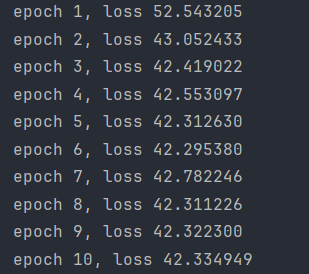 epoch 1, loss 52.543205
epoch 2, loss 43.052433
epoch 3, loss 42.419022
epoch 4, loss 42.553097
epoch 5, loss 42.312630
epoch 6, loss 42.295380
epoch 7, loss 42.782246
epoch 8, loss 42.311226
epoch 9, loss 42.322300
epoch 10, loss 42.334949